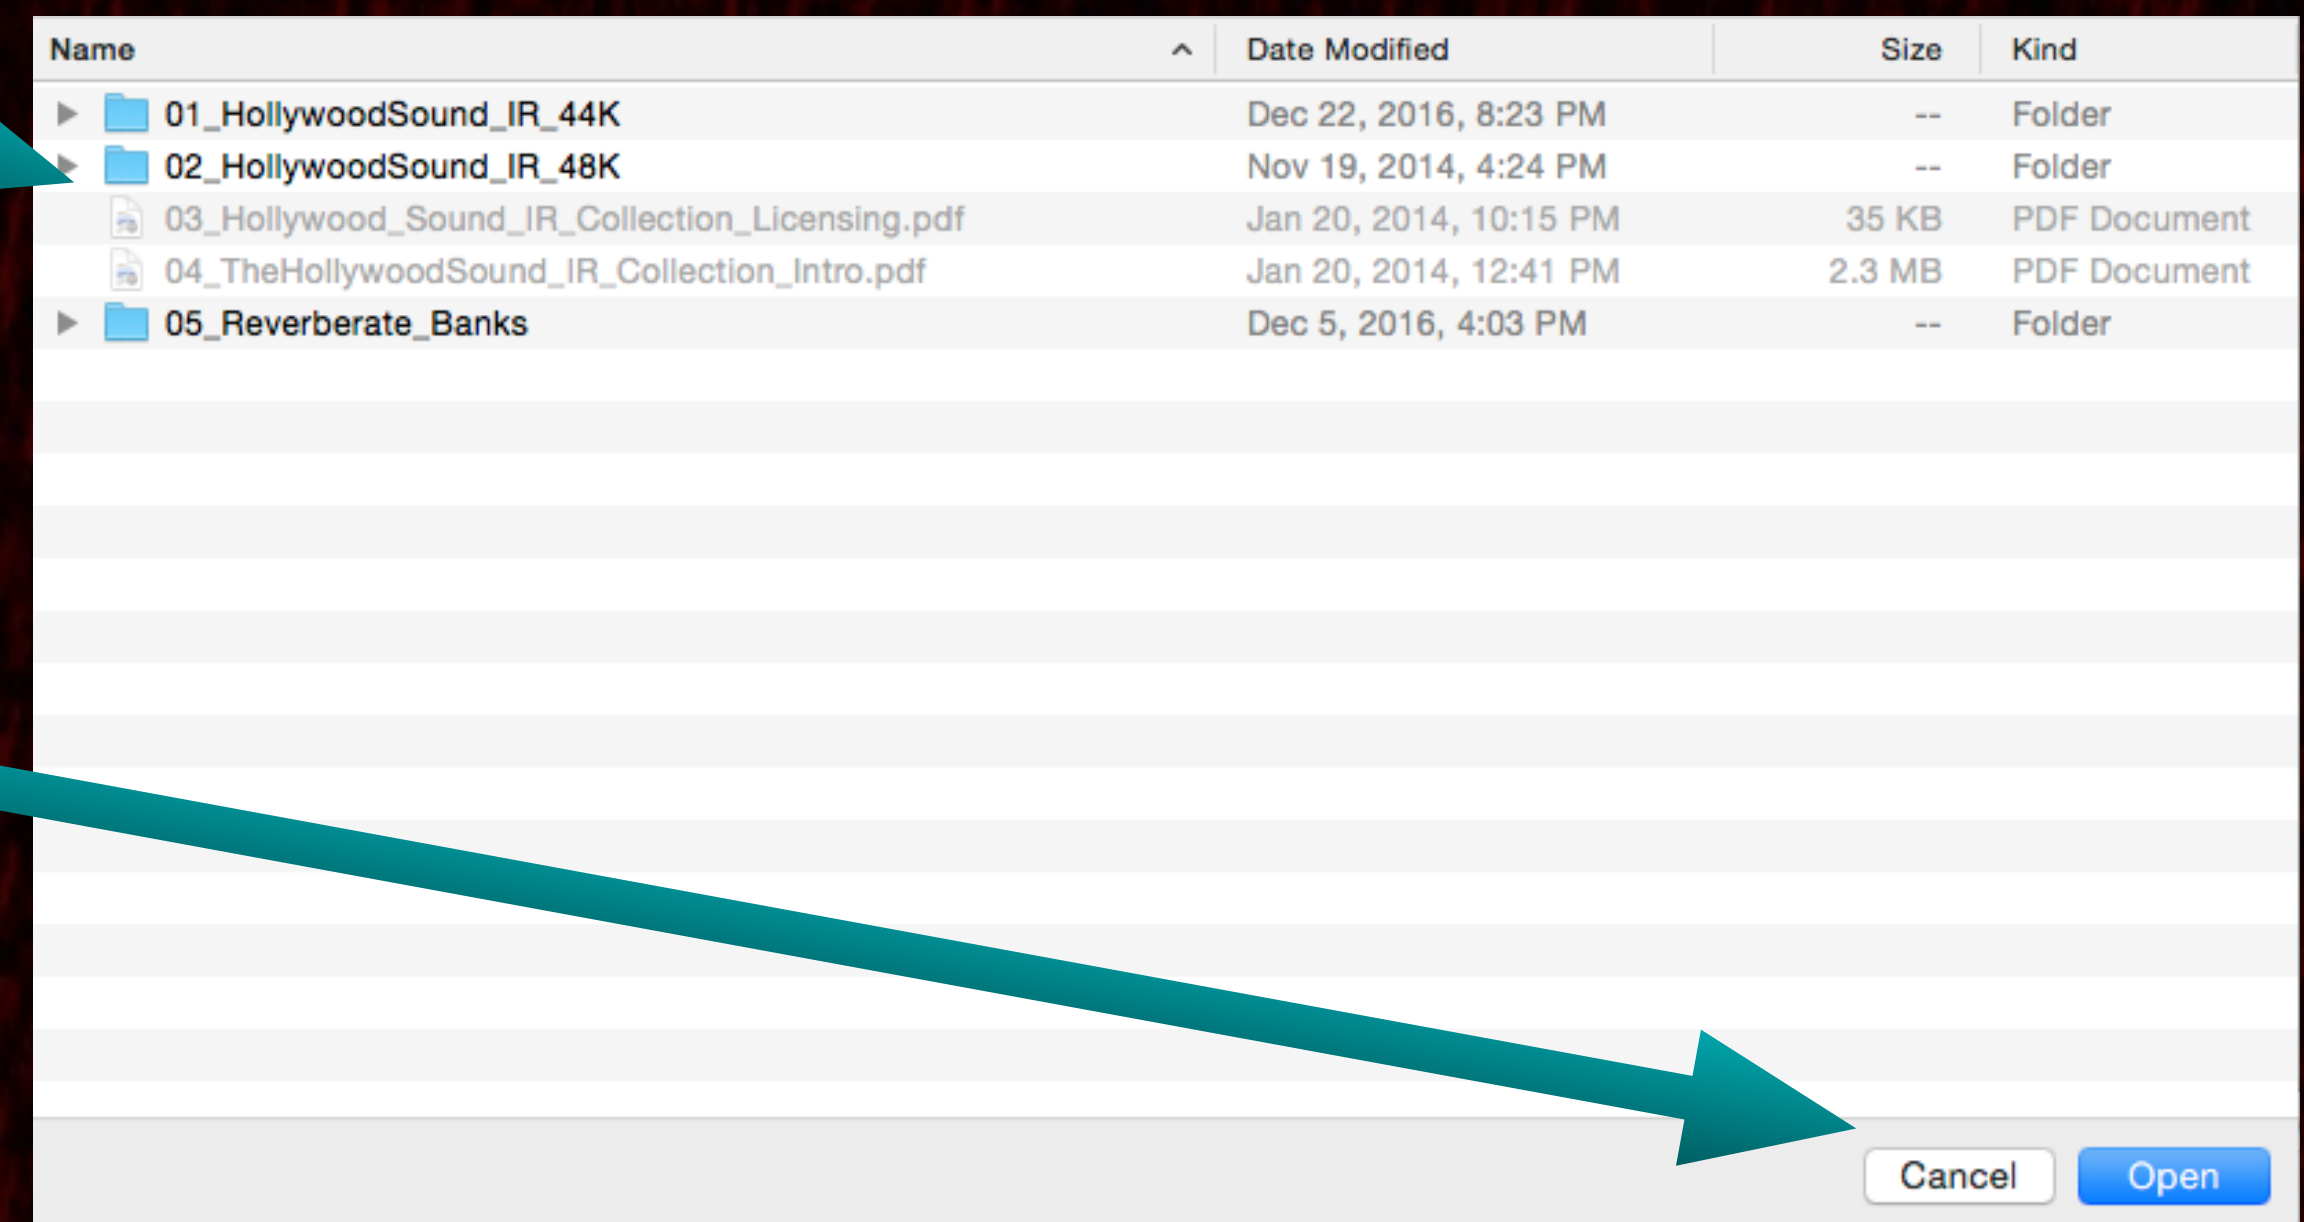 Name Date Modified Size Kind
01_HollywoodSound_IR_44K Dec 22, 2016, 8:23 PM -- Folder
02_HollywoodSound_IR_48K Nov 19, 2014, 4:24 PM -- Folder
03_Hollywood_Sound_IR_Collection_Licensing.pdf Jan 20, 2014, 10:15 PM 35 KB PDF Document
04_TheHollywoodSound_IR_Collection_Intro.pdf Jan 20, 2014, 12:41 PM 2.3 MB PDF Document
05_Reverberate_Banks Dec 5, 2016, 4:03 PM -- Folder
Cancel Open